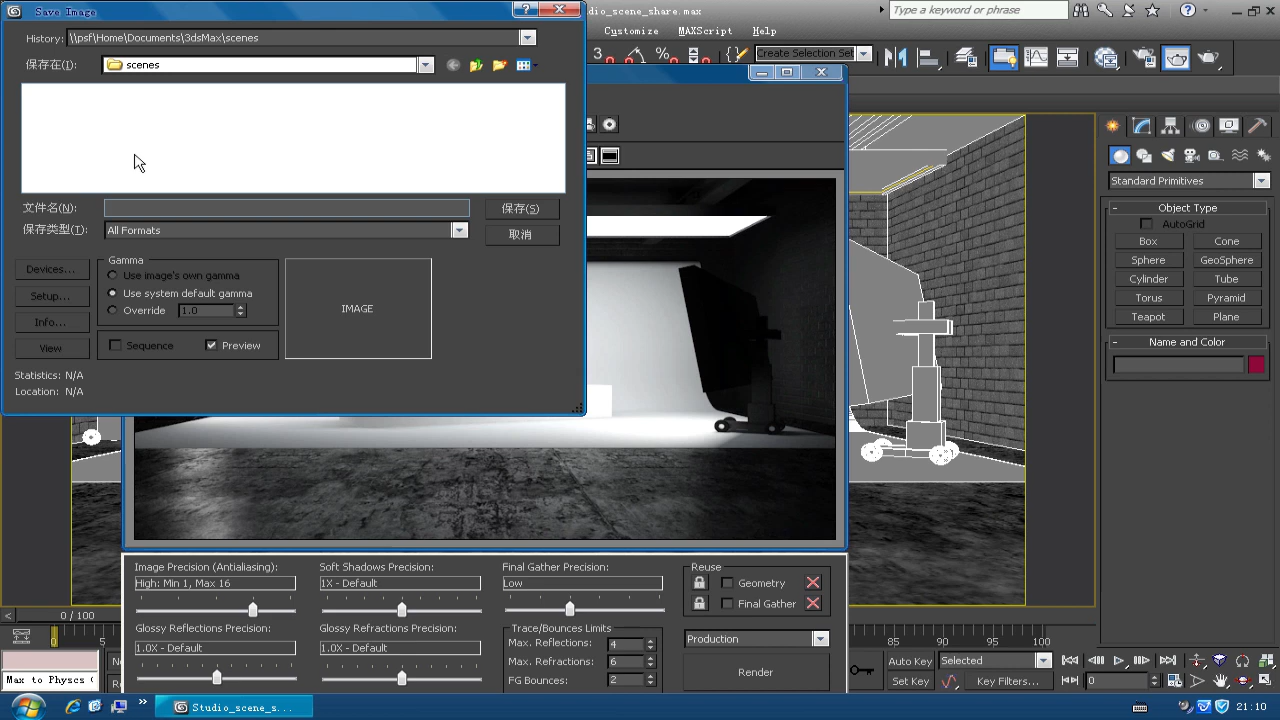 Save Image
udio_scene_share.max
Type a keyword or phrase
History:
\\psf\Home\Documents\3dsMax\scenes
Customize
MAXScript
Help
保存在(I):
scenes
Create Selection Set
文件名(N):
保存(S)
保存类型(T):
All Formats
取消
Devices...
Setup...
Info...
View
Gamma
Use image's own gamma
Use system default gamma
Override
1.0
Sequence
Preview
IMAGE
Statistics: N/A
Location: N/A
Standard Primitives
Object Type
AutoGrid
Box
Cone
Sphere
GeoSphere
Cylinder
Tube
Torus
Pyramid
Teapot
Plane
Name and Color
Image Precision (Antialiasing):
High: Min 1, Max 16
Soft Shadows Precision:
1X - Default
Final Gather Precision:
Low
Reuse
Geometry
Final Gather
Glossy Reflections Precision:
1.0X - Default
Glossy Refractions Precision:
1.0X - Default
Trace/Bounces Limits
Max. Reflections:
4
Max. Refractions:
6
FG Bounces:
2
Production
Render
0 / 100
0
5
85
90
95
100
Max to Physcs
Auto Key
Selected
Set Key
Key Filters...
0
Studio_scene_s...
21:10